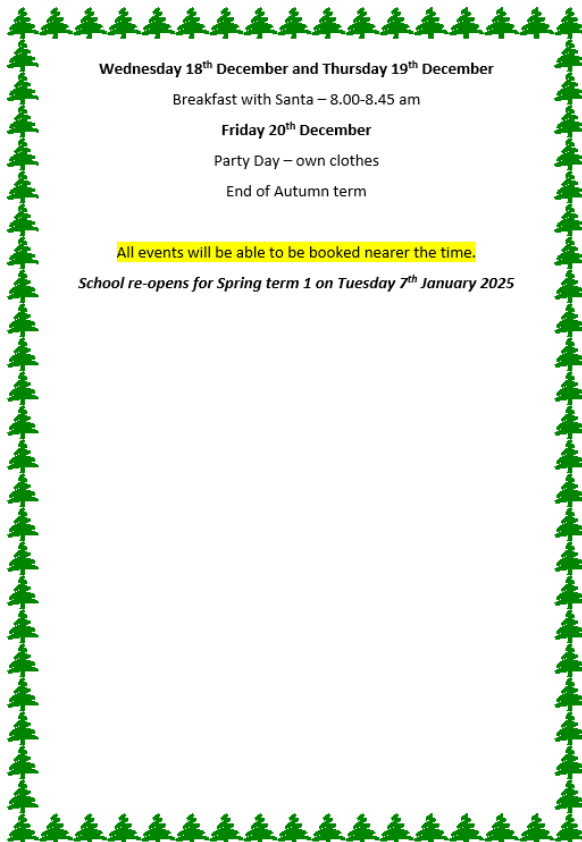 Wednesday 18th December and Thursday 19th December
Breakfast with Santa – 8.00-8.45 am
Friday 20th December
Party Day – own clothes
End of Autumn term
All events will be able to be booked nearer the time.
School re-opens for Spring term 1 on Tuesday 7th January 2025